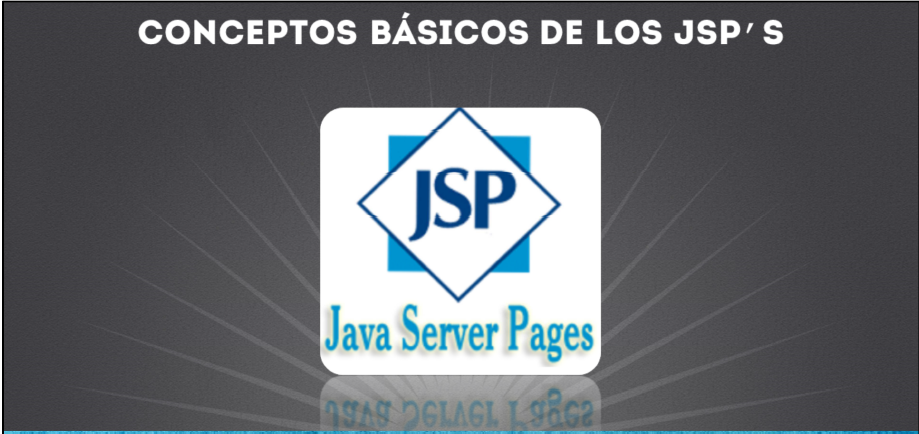 CONCEPTOS BÁSICOS DE LOS JSP′S
JSP
Java Server Pages